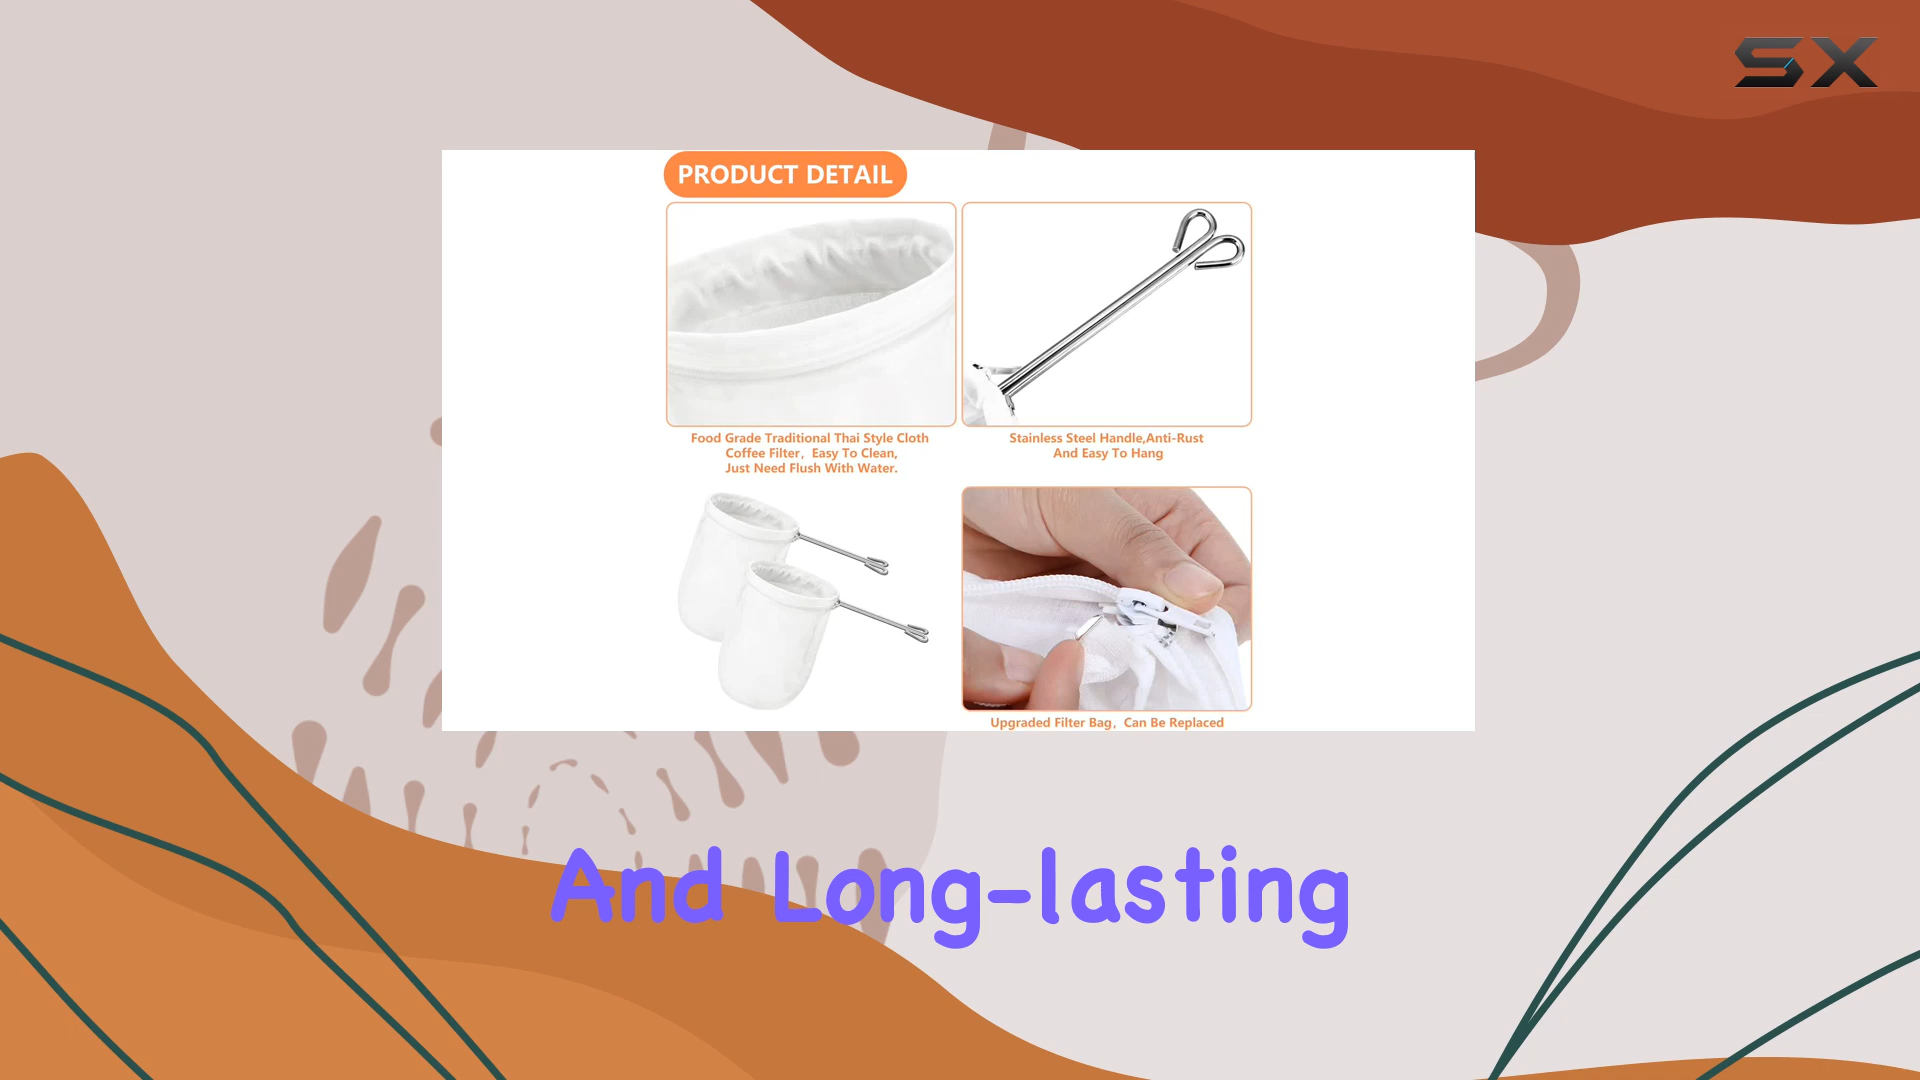 SX
PRODUCT DETAIL
Food Grade Traditional Thai Style Cloth
Coffee Filter, Easy To Clean,
Just Need Flush With Water.
Stainless Steel Handle,Anti-Rust
And Easy To Hang
Upgraded Filter Bag, Can Be Replaced
And Long-lasting